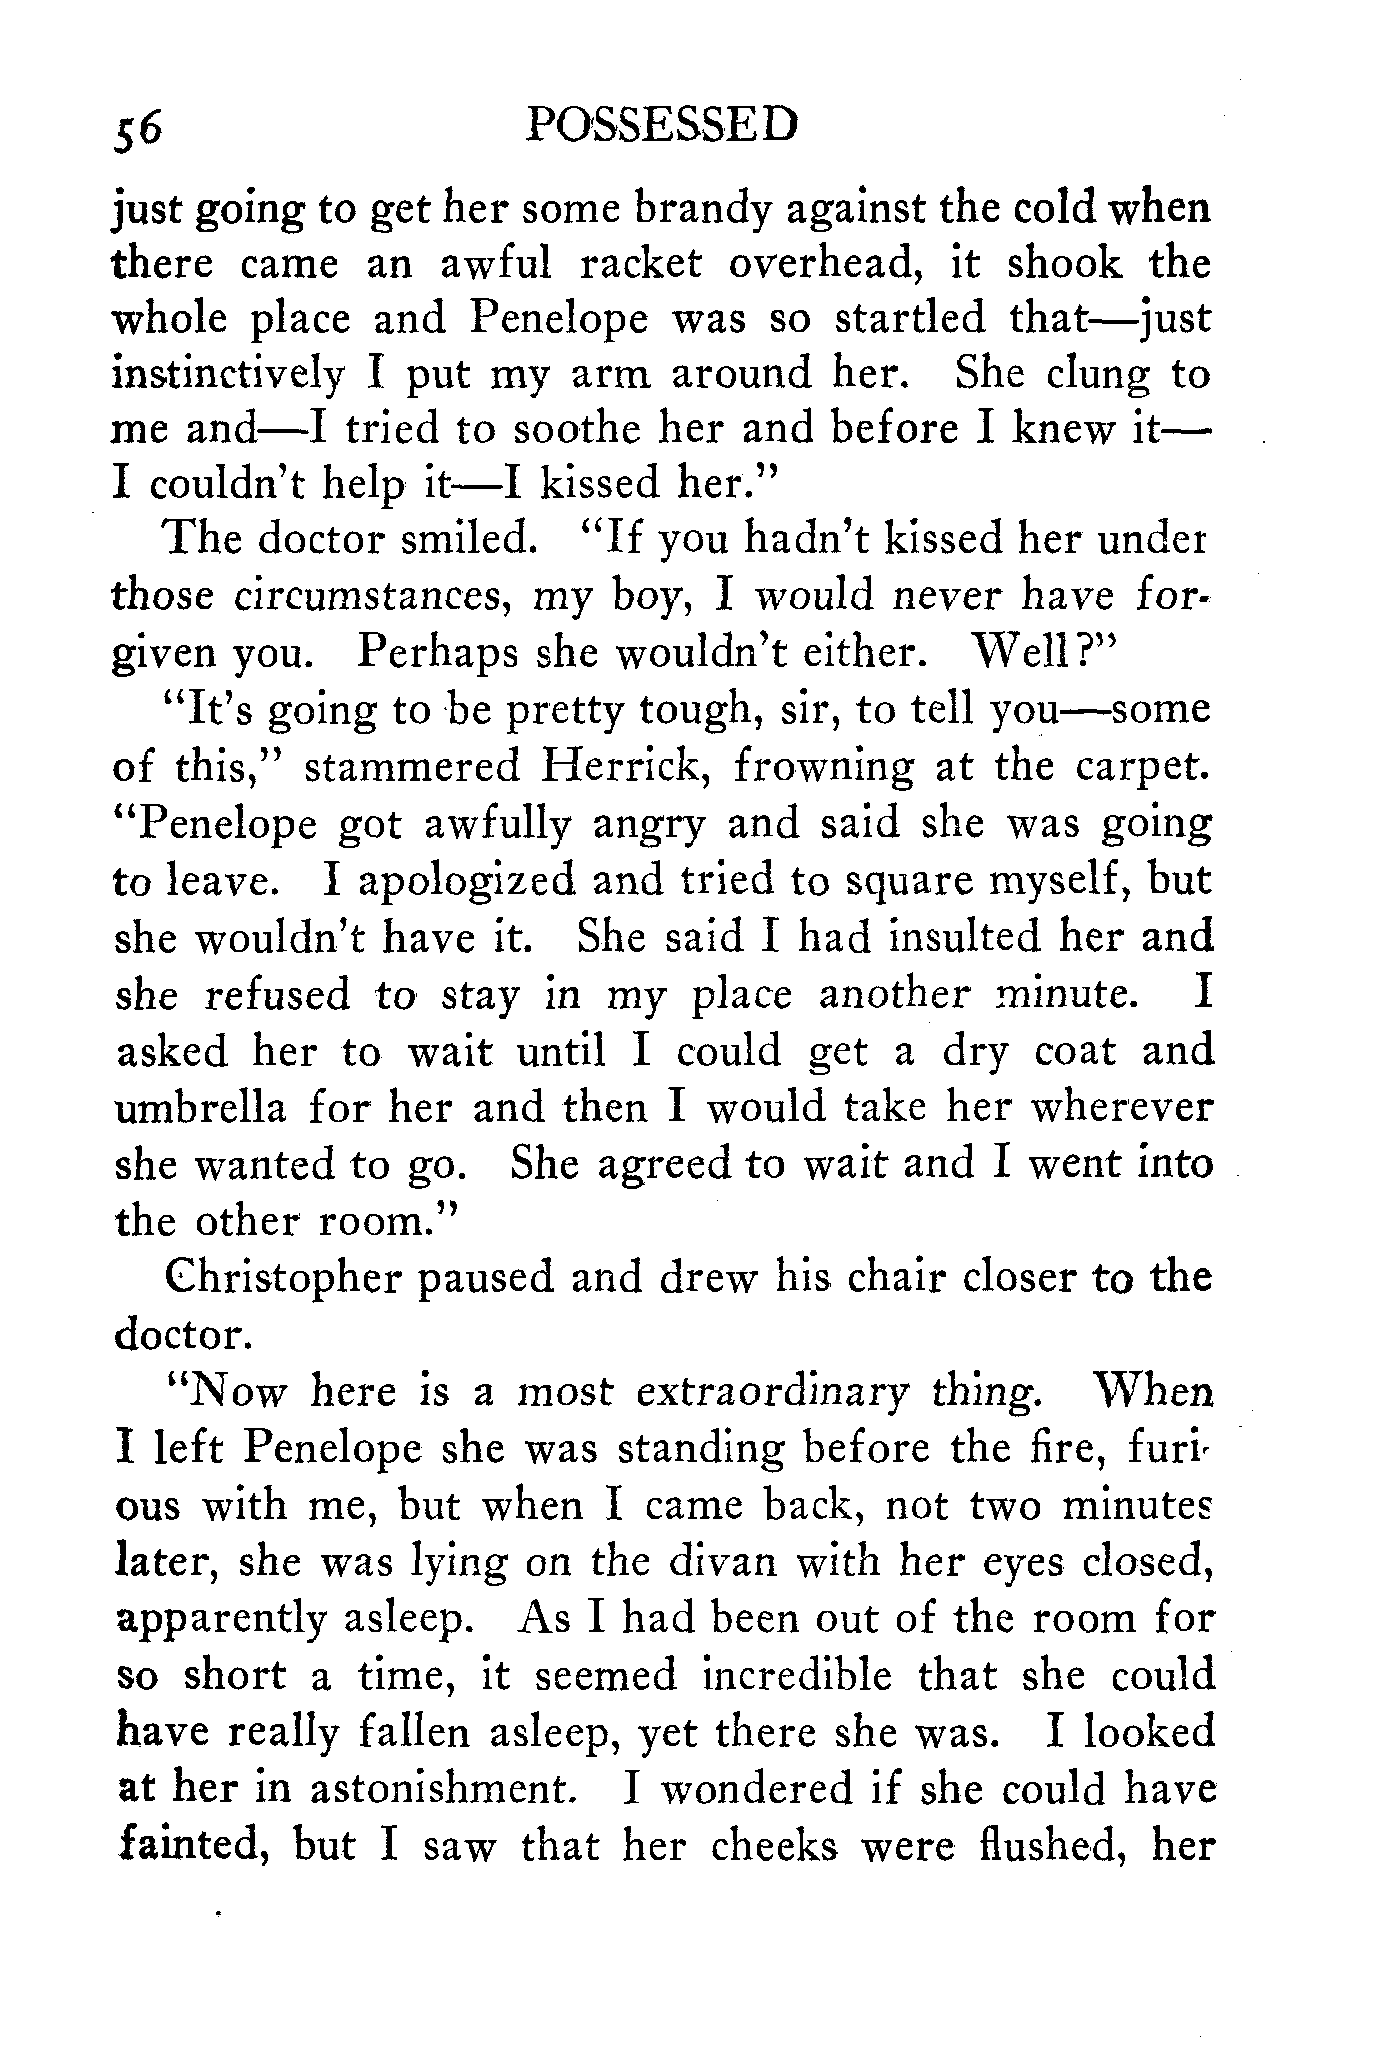 56 POSSESSED
just going to get her some brandy against the cold when
there came an awful racket overhead, it shook the
whole place and Penelope was so startled that—just
instinctively I put my arm around her. She clung to
me and—I tried to soothe her and before I knew it—
I couldn't help it—I kissed her."
The doctor smiled. "If you hadn't kissed her under
those circumstances, my boy, I would never have for-
given you. Perhaps she wouldn't either. Well?"
"It's going to be pretty tough, sir, to tell you—some
of this," stammered Herrick, frowning at the carpet.
"Penelope got awfully angry and said she was going
to leave. I apologized and tried to square myself, but
she wouldn't have it. She said I had insulted her and
she refused to stay in my place another minute. I
asked her to wait until I could get a dry coat and
umbrella for her and then I would take her wherever
she wanted to go. She agreed to wait and I went into
the other room."
Christopher paused and drew his chair closer to the
doctor.
"Now here is a most extraordinary thing. When
I left Penelope she was standing before the fire, furi-
ous with me, but when I came back, not two minutes
later, she was lying on the divan with her eyes closed,
apparently asleep. As I had been out of the room for
so short a time, it seemed incredible that she could
have really fallen asleep, yet there she was. I looked
at her in astonishment. I wondered if she could have
fainted, but I saw that her cheeks were flushed, her